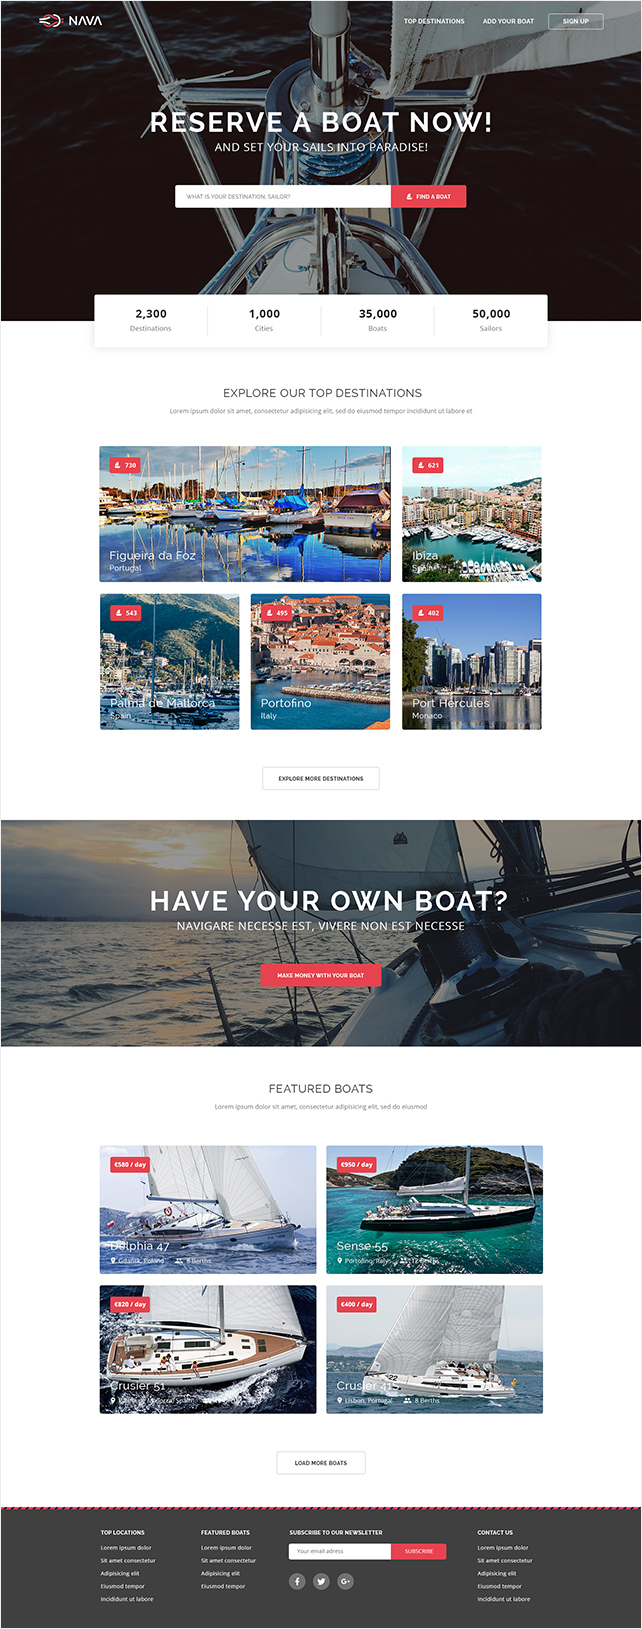 NAVA
TOP DESTINATIONS ADD YOUR BOAT SIGN UP
RESERVE A BOAT NOW!
AND SET YOUR SAILS INTO PARADISE!
WHAT IS YOUR DESTINATION, SAILOR? FIND A BOAT
2,300 1,000 35,000 50,000
Destinations Cities Boats Sailors
EXPLORE OUR TOP DESTINATIONS
Lorem ipsum dolor sit amet, consectetur adipisicing elit, sed do eiusmod tempor incididunt ut labore et
730
Figueira da Foz
Portugal
621
Ibiza
Spain
543
Palma de Mallorca
Spain
495
Portofino
Italy
402
Port Hercules
Monaco
EXPLORE MORE DESTINATIONS
HAVE YOUR OWN BOAT?
NAVIGARE NECESSE EST, VIVERE NON EST NECESSE
MAKE MONEY WITH YOUR BOAT
FEATURED BOATS
Lorem ipsum dolor sit amet, consectetur adipisicing elit, sed do eiusmod
€580 / day
Delphia 47
Gdańsk, Poland 8 Berths
€950 / day
Sense 55
Portofino, Italy 12 Berths
€820 / day
Crusier 51
Spain
€400 / day
Crusier 41
Lisbon, Portugal 8 Berths
LOAD MORE BOATS
TOP LOCATIONS
Lorem ipsum dolor
Sit amet consectetur
Adipisicing elit
Eiusmod tempor
Incididunt ut labore
FEATURED BOATS
Lorem ipsum dolor
Sit amet consectetur
Adipisicing elit
Eiusmod tempor
SUBSCRIBE TO OUR NEWSLETTER
Your email adress SUBSCRIBE
CONTACT US
Lorem ipsum dolor
Sit amet consectetur
Adipisicing elit
Eiusmod tempor
Incididunt ut labore